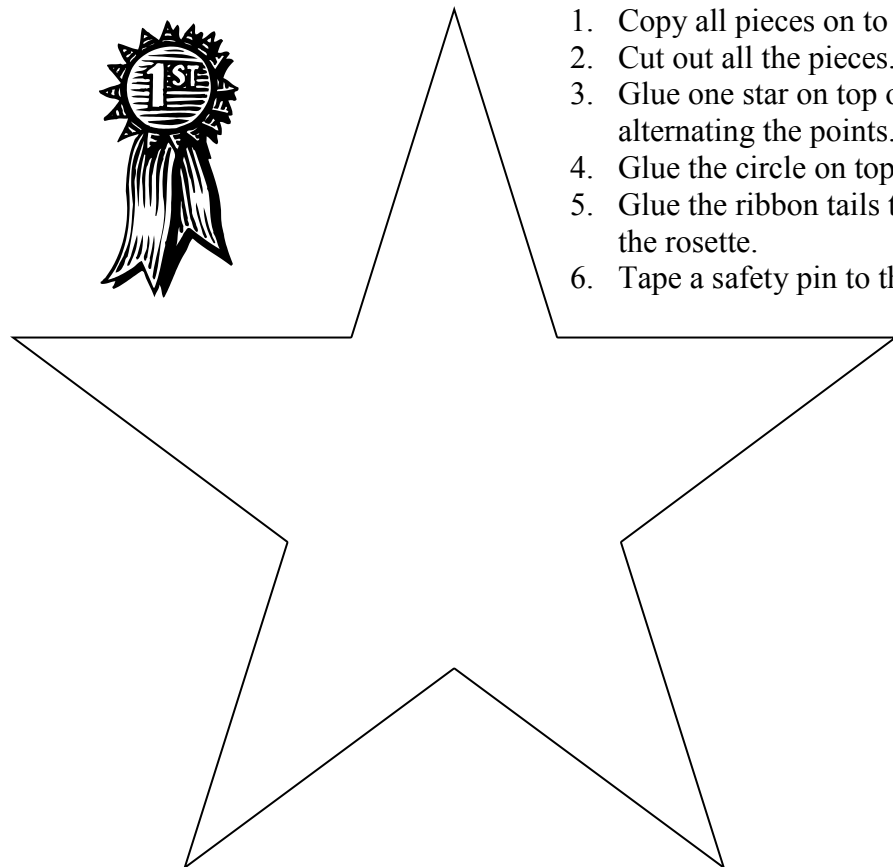 1ST
1. Copy all pieces on to
2. Cut out all the pieces.
3. Glue one star on top
alternating the points.
4. Glue the circle on top
5. Glue the ribbon tails
the rosette.
6. Tape a safety pin to